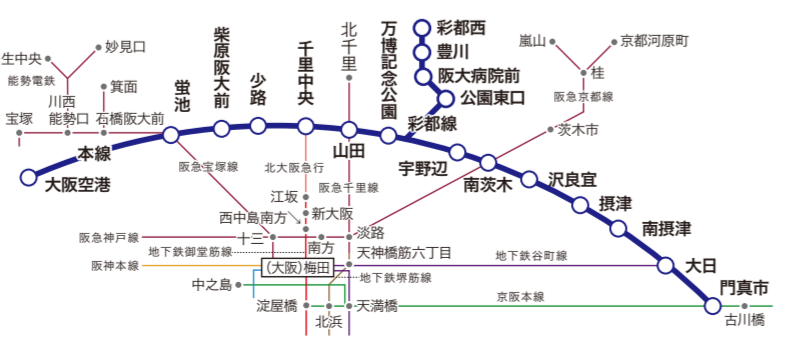 生中央
妙見口
能勢電鉄
箕面
川西
能勢口
宝塚
石橋阪大前
本線
大阪空港
蛍池
柴原阪大前
少路
千里中央
北千里
山田
万博記念公園
彩都西
豊川
阪大病院前
公園東口
彩都線
宇野辺
南茨木
沢良宜
摂津
南摂津
大日
門真市
古川橋
嵐山
京都河原町
桂
阪急京都線
茨木市
阪急宝塚線
北大阪急行
阪急千里線
江坂
西中島南方
新大阪
阪急神戸線
十三
南方
淡路
地下鉄御堂筋線
天神橋筋六丁目
地下鉄谷町線
阪神本線
(大阪)梅田
地下鉄堺筋線
中之島
淀屋橋
北浜
天満橋
京阪本線